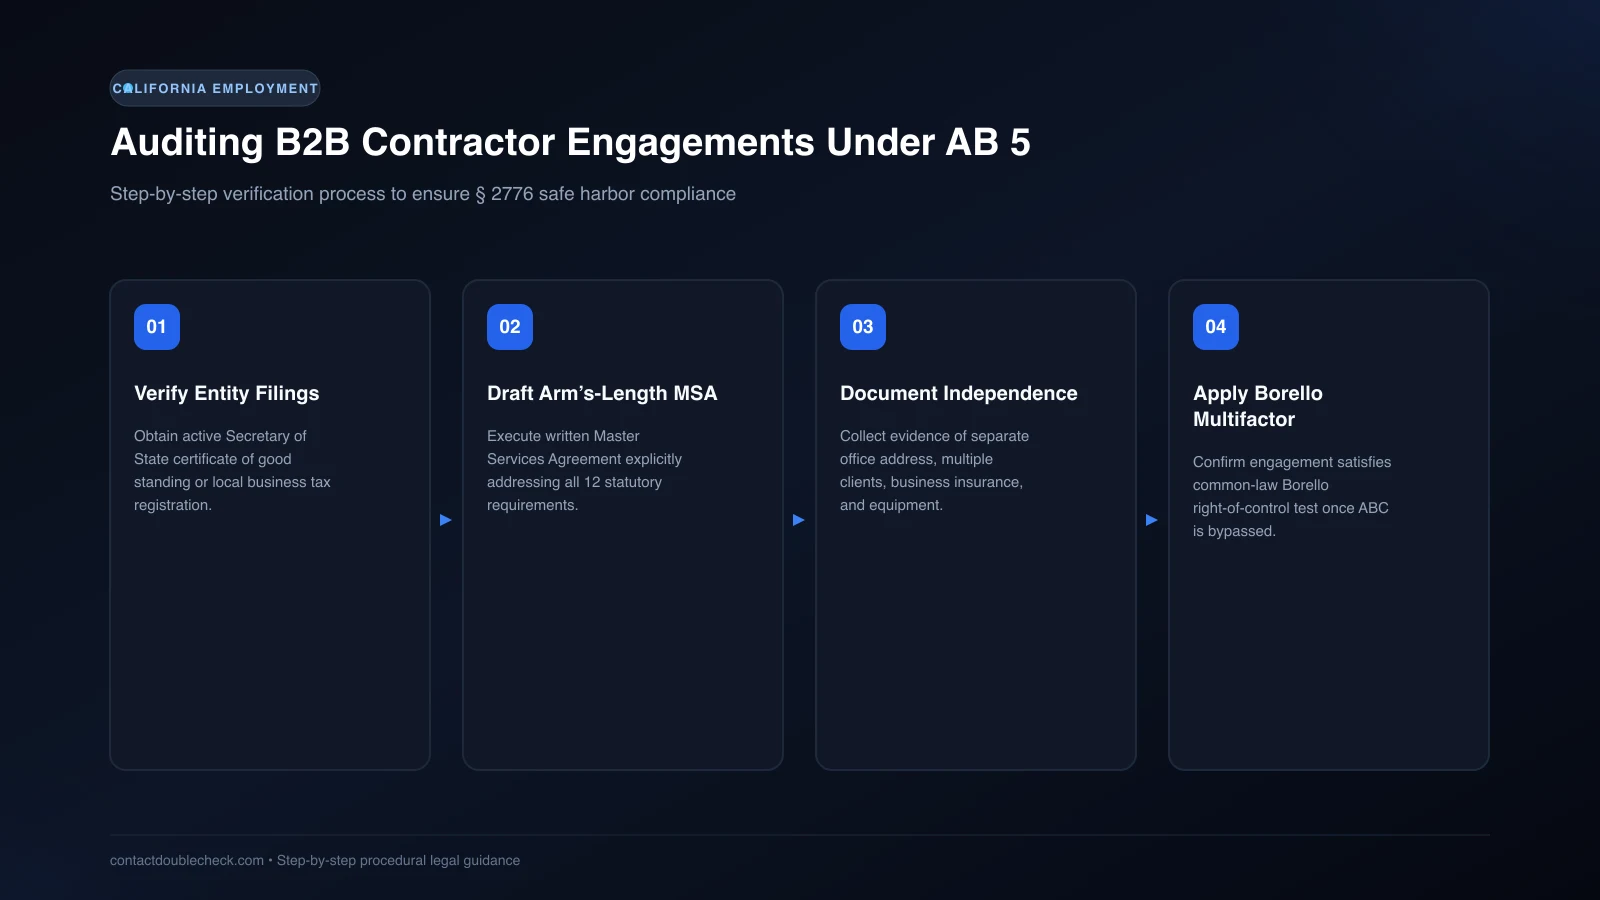 CALIFORNIA EMPLOYMENT
Auditing B2B Contractor Engagements Under AB 5
Step-by-step verification process to ensure § 2776 safe harbor compliance
01
Verify Entity Filings
Obtain active Secretary of
State certificate of good
standing or local business tax
registration.
02
Draft Arm’s-Length MSA
Execute written Master
Services Agreement explicitly
addressing all 12 statutory
requirements.
03
Document Independence
Collect evidence of separate
office address, multiple
clients, business insurance,
and equipment.
04
Apply Borello
Multifactor
Confirm engagement satisfies
common-law Borello
right-of-control test once ABC
is bypassed.
contactdoublecheck.com • Step-by-step procedural legal guidance